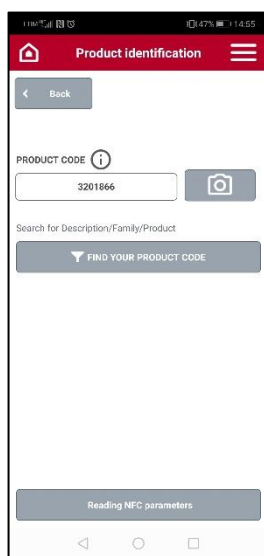 47% 14:55
Product identification
Back
PRODUCT CODE
3201866
Search for Description/Family/Product
FIND YOUR PRODUCT CODE
Reading NFC parameters